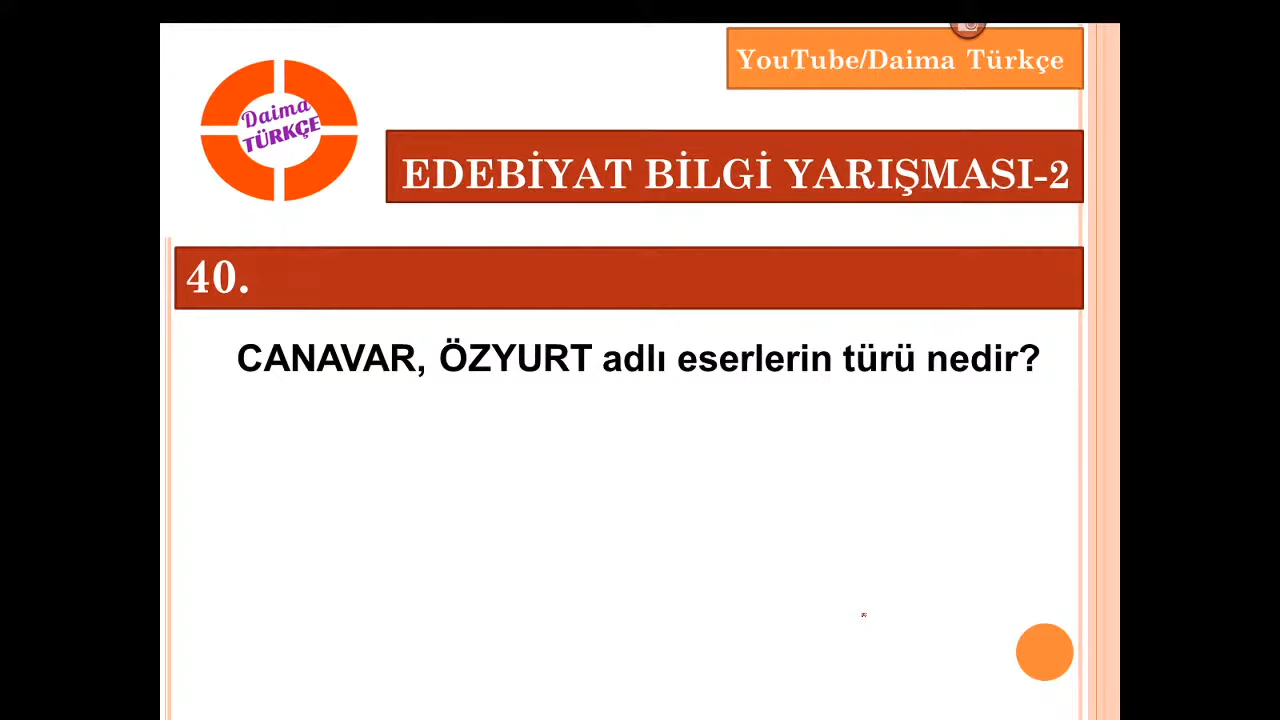 YouTube/Daima Türkçe
Daima
TÜRKÇE
EDEBİYAT BİLGİ YARIŞMASI-2
40.
CANAVAR, ÖZYURT adlı eserlerin türü nedir?